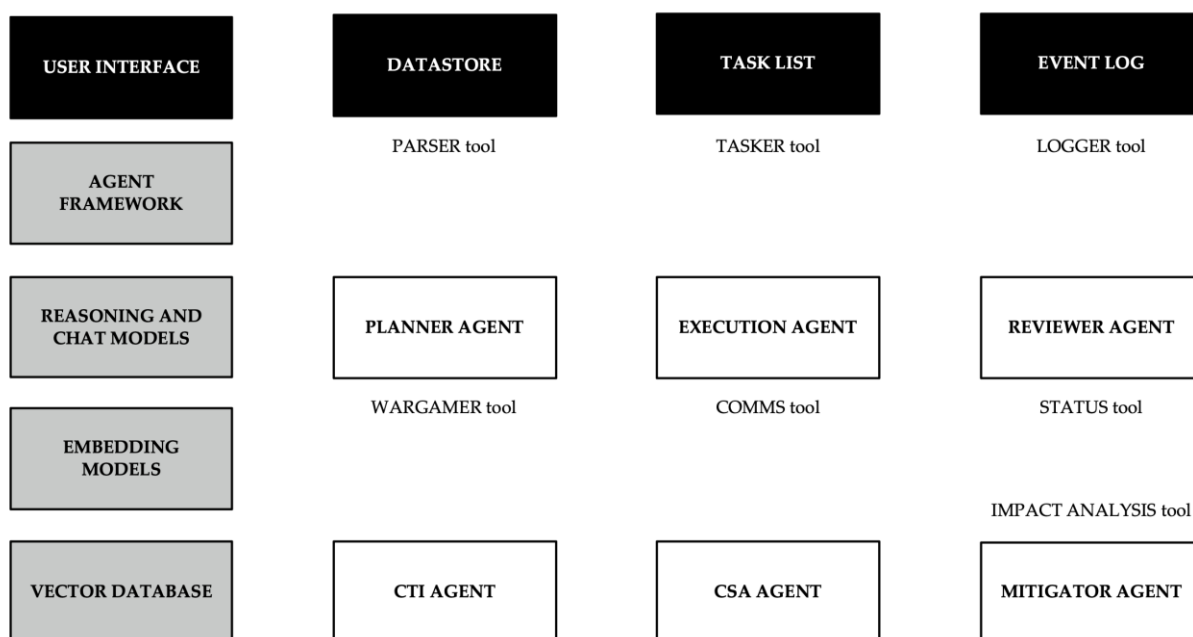 USER INTERFACE
DATASTORE
TASK LIST
EVENT LOG
PARSER tool
TASKER tool
LOGGER tool
AGENT
FRAMEWORK
REASONING AND
CHAT MODELS
PLANNER AGENT
EXECUTION AGENT
REVIEWER AGENT
WARGAMER tool
COMMS tool
STATUS tool
EMBEDDING
MODELS
IMPACT ANALYSIS tool
VECTOR DATABASE
CTI AGENT
CSA AGENT
MITIGATOR AGENT